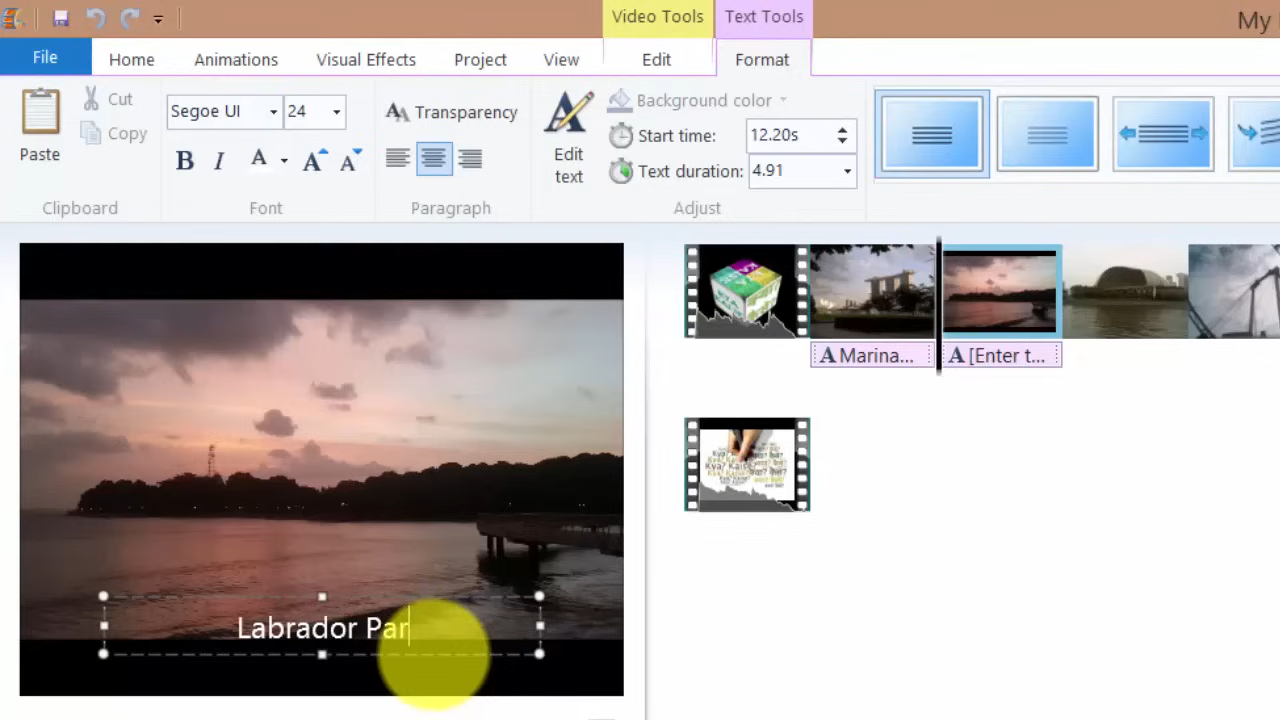 Video Tools
Text Tools
My
File
Home
Animations
Visual Effects
Project
View
Edit
Format
Paste
Cut
Copy
Clipboard
Segoe UI
24
B I A A A
Font
Transparency
Paragraph
Edit
text
Background color
Start time:
12.20s
Text duration:
4.91
Adjust
A Marina...
A [Enter t...
Labrador Par